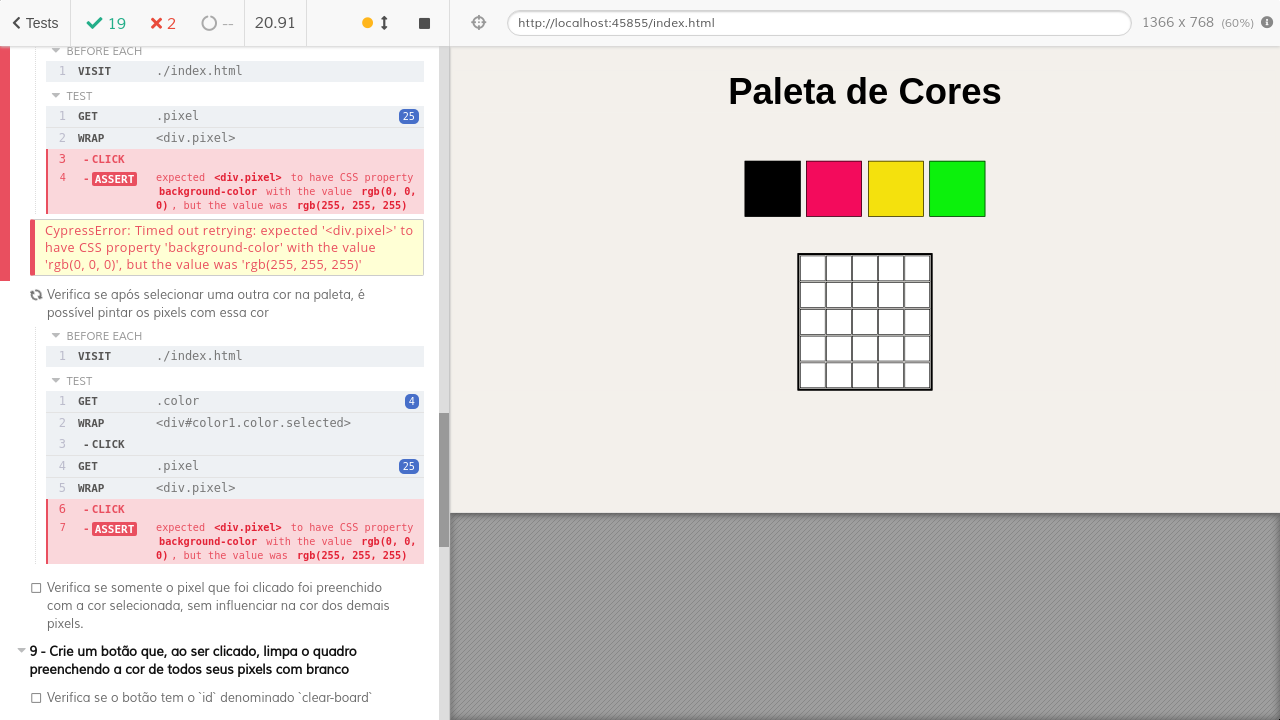 Tests
19
2
--
20.91
http://localhost:45855/index.html
1366 x 768 (60%)
BEFORE EACH
1 VISIT ./index.html
TEST
1 GET .pixel 25
2 WRAP <div.pixel>
3 - CLICK
4 - ASSERT expected <div.pixel> to have CSS property
background-color with the value rgb(0, 0,
0) , but the value was rgb(255, 255, 255)
CypressError: Timed out retrying: expected '<div.pixel>' to
have CSS property 'background-color' with the value
'rgb(0, 0, 0)', but the value was 'rgb(255, 255, 255)'
Verifica se após selecionar uma outra cor na paleta, é
possível pintar os pixels com essa cor
BEFORE EACH
1 VISIT ./index.html
TEST
1 GET .color 4
2 WRAP <div#color1.color.selected>
3 - CLICK
4 GET .pixel 25
5 WRAP <div.pixel>
6 - CLICK
7 - ASSERT expected <div.pixel> to have CSS property
background-color with the value rgb(0, 0,
0) , but the value was rgb(255, 255, 255)
Verifica se somente o pixel que foi clicado foi preenchido
com a cor selecionada, sem influenciar na cor dos demais
pixels.
9 - Crie um botão que, ao ser clicado, limpa o quadro
preenchendo a cor de todos seus pixels com branco
Verifica se o botão tem o `id` denominado `clear-board`
Paleta de Cores